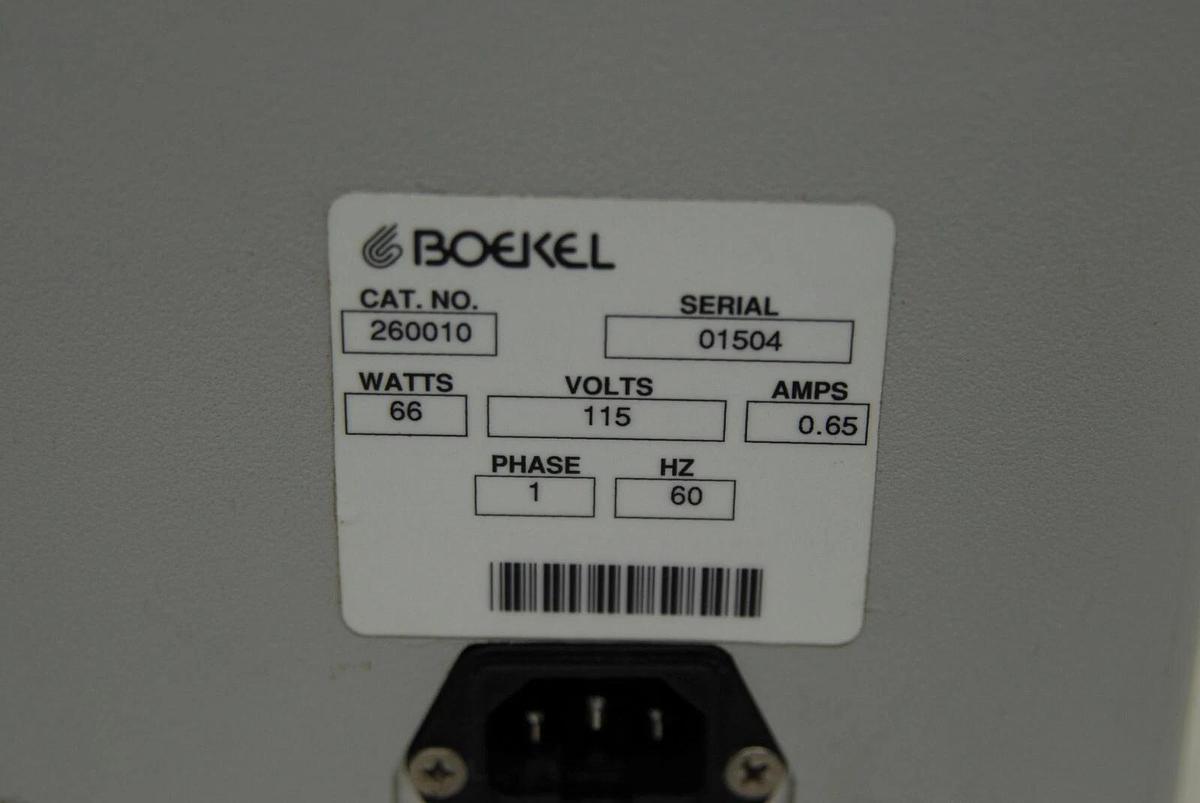 BOEKEL
CAT. NO. SERIAL
260010 01504
WATTS VOLTS AMPS
66 115 0.65
PHASE HZ
1 60